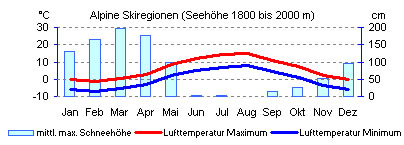 °C Alpine Skiregionen (Seehöhe 1800 bis 2000 m) cm
30 200
20 150
10 100
0 50
-10 0
Jan Feb Mar Apr Mai Jun Jul Aug Sep Okt Nov Dez
mittl. max. Schneehöhe Lufttemperatur Maximum Lufttemperatur Minimum